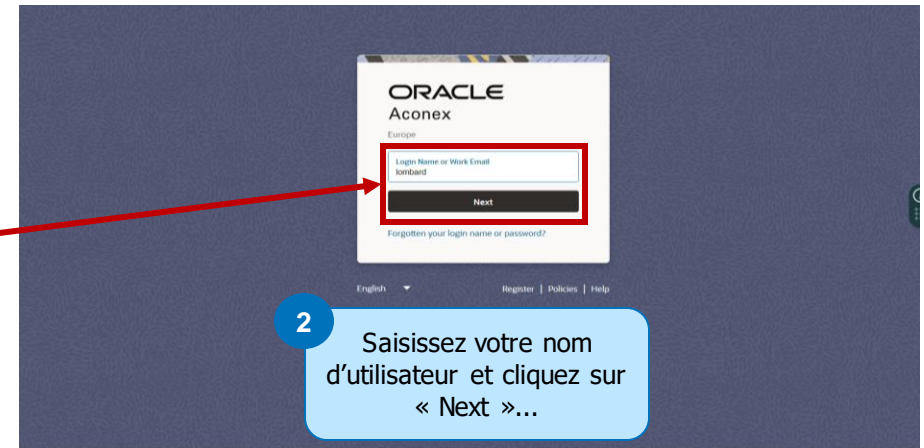 ORACLE
Aconex
Europe
Login Name or Work Email
lombard
Next
Forgotten your login name or password?
English
Register | Policies | Help
2
Saisissez votre nom
d’utilisateur et cliquez sur
« Next »...